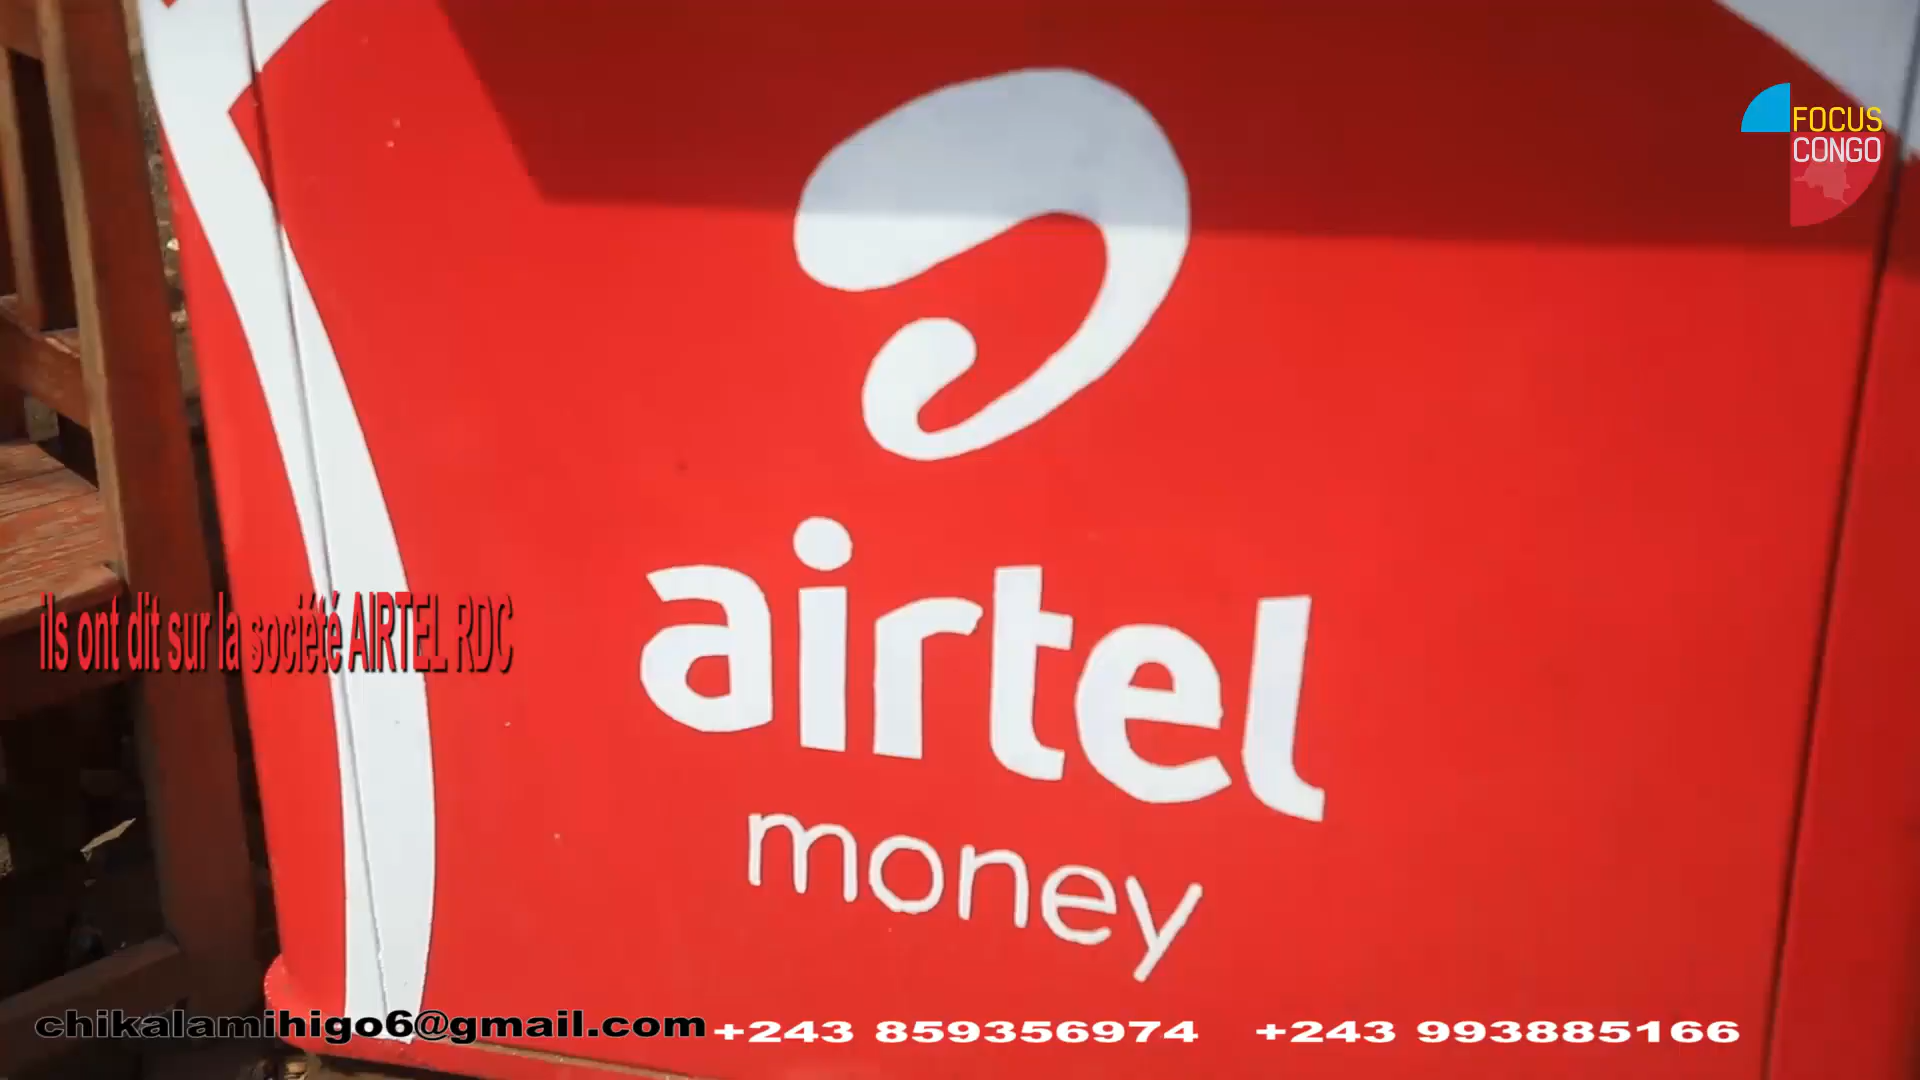 FOCUS
CONGO
airtel
money
ils ont dit sur la société AIRTEL RDC
chikalamihigo6@gmail.com +243 859356974 +243 993885166